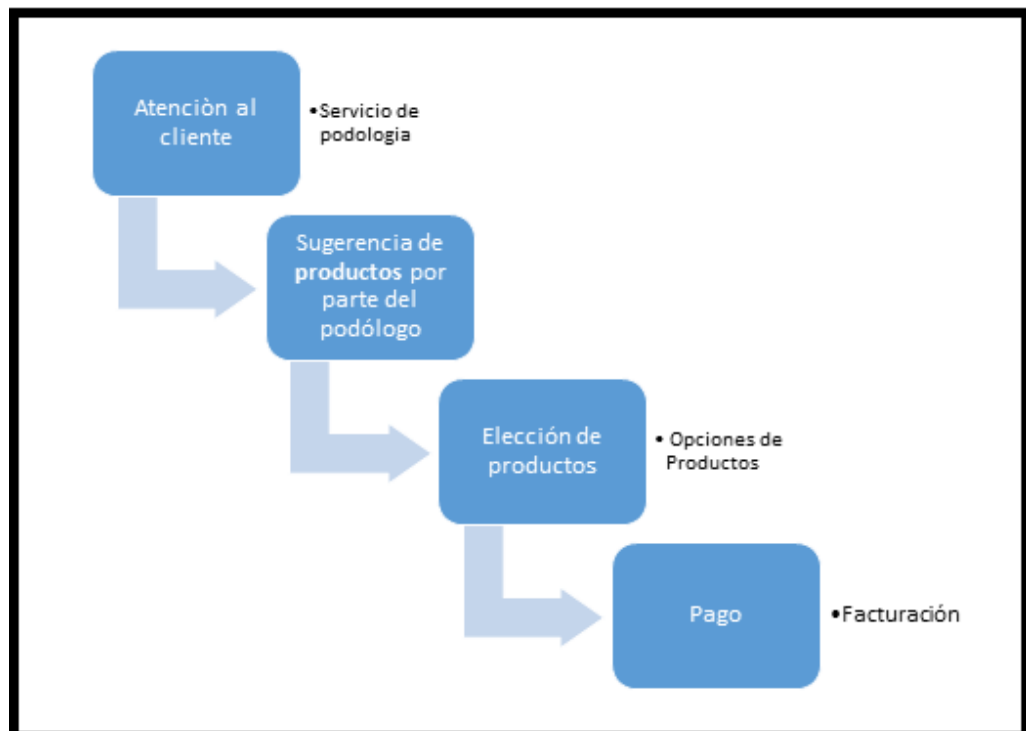 Atenciòn al
cliente
•Servicio de
podologia
Sugerencia de
productos por
parte del
podólogo
Elección de
productos
• Opciones de
Productos
Pago
•Facturación